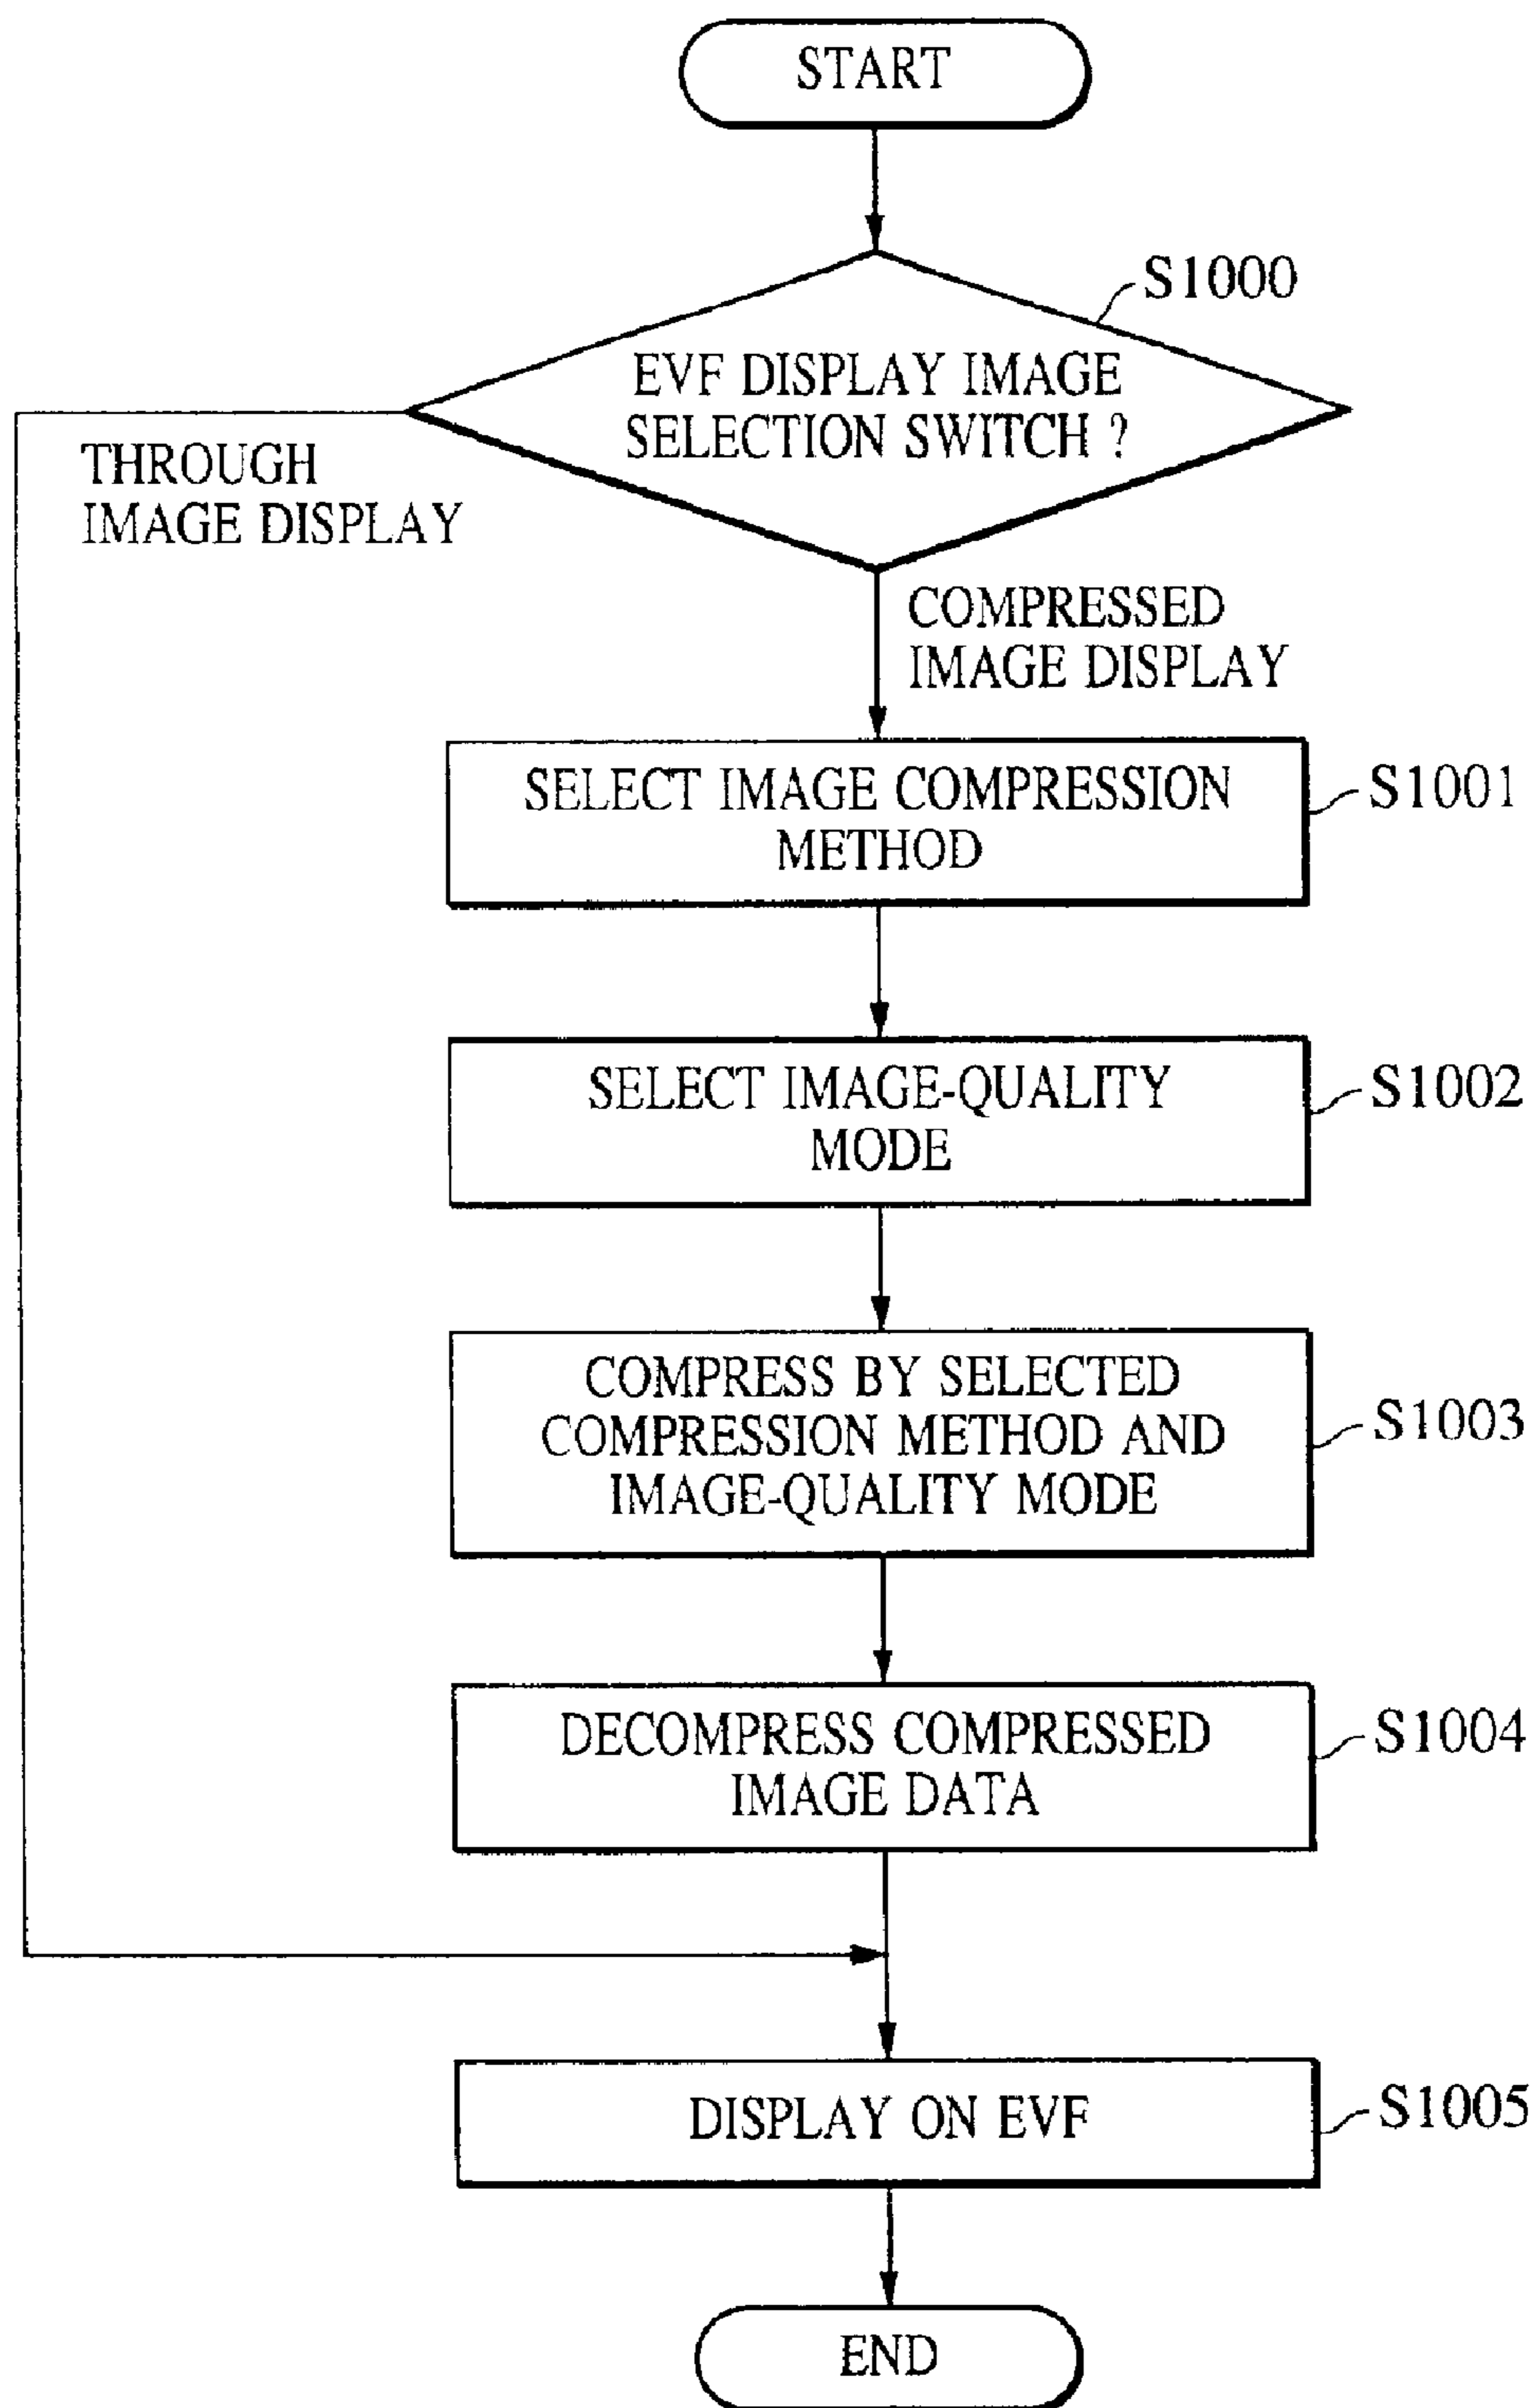 START
S1000
EVF DISPLAY IMAGE
SELECTION SWITCH ?
THROUGH
IMAGE DISPLAY
COMPRESSED
IMAGE DISPLAY
SELECT IMAGE COMPRESSION
METHOD
S1001
SELECT IMAGE-QUALITY
MODE
S1002
COMPRESS BY SELECTED
COMPRESSION METHOD AND
IMAGE-QUALITY MODE
S1003
DECOMPRESS COMPRESSED
IMAGE DATA
S1004
DISPLAY ON EVF
S1005
END